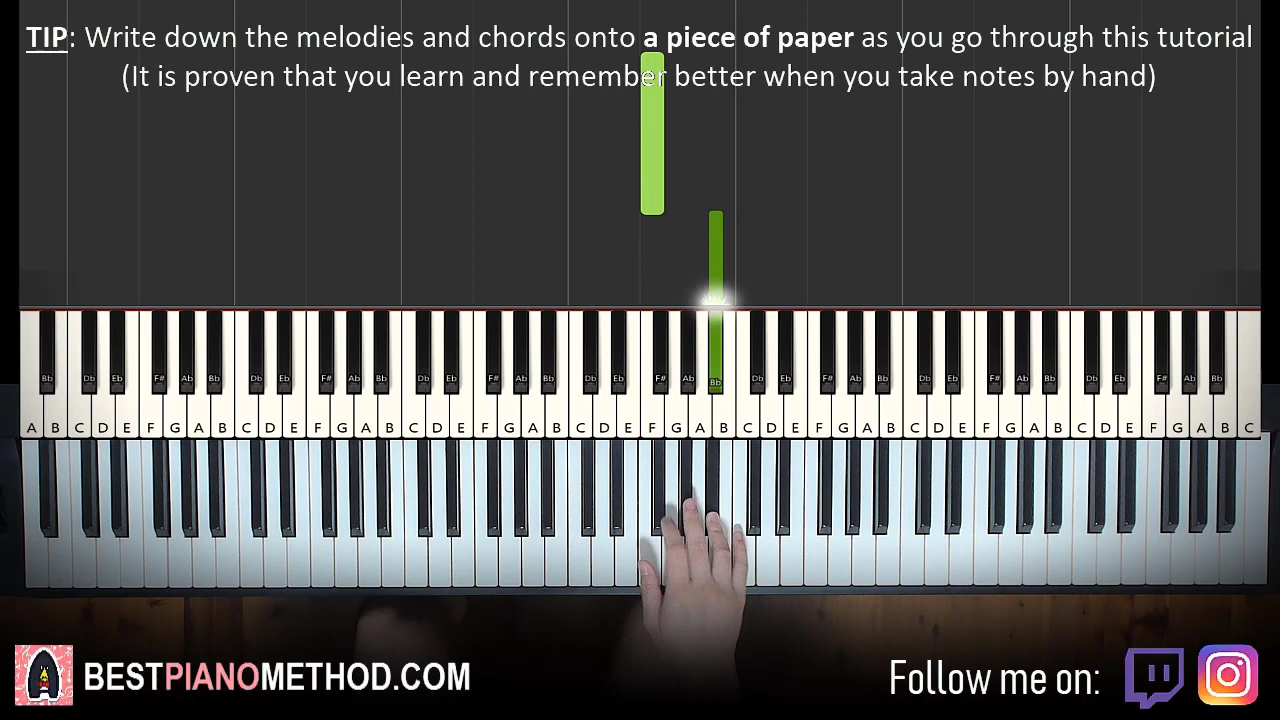 TIP: Write down the melodies and chords onto a piece of paper as you go through this tutorial
(It is proven that you learn and remember better when you take notes by hand)
Bb Db Eb F# Ab Bb Db Eb F# Ab Bb Db Eb F# Ab Bb Db Eb F# Ab Bb Db Eb F# Ab Bb Db Eb F# Ab Bb Db Eb F# Ab Bb
A B C D E F G A B C D E F G A B C D E F G A B C D E F G A B C D E F G A B C D E F G A B C D E F G A B C
BESTPIANOMETHOD.COM
Follow me on: